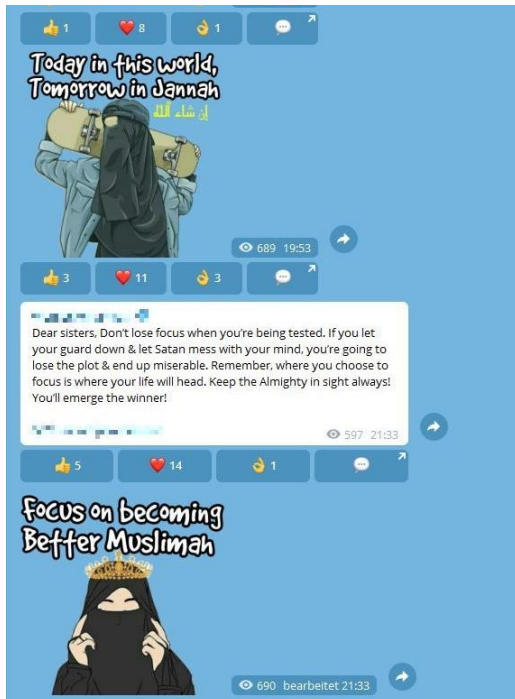 1
8
1
Today in this world,
Tomorrow in Jannah
إن شاء الله
689 19:53
3
11
3
Dear sisters, Don't lose focus when you're being tested. If you let
your guard down & let Satan mess with your mind, you're going to
lose the plot & end up miserable. Remember, where you choose to
focus is where your life will head. Keep the Almighty in sight always!
You'll emerge the winner!
597 21:33
5
14
1
Focus on becoming
Better Muslimah
690 bearbeitet 21:33